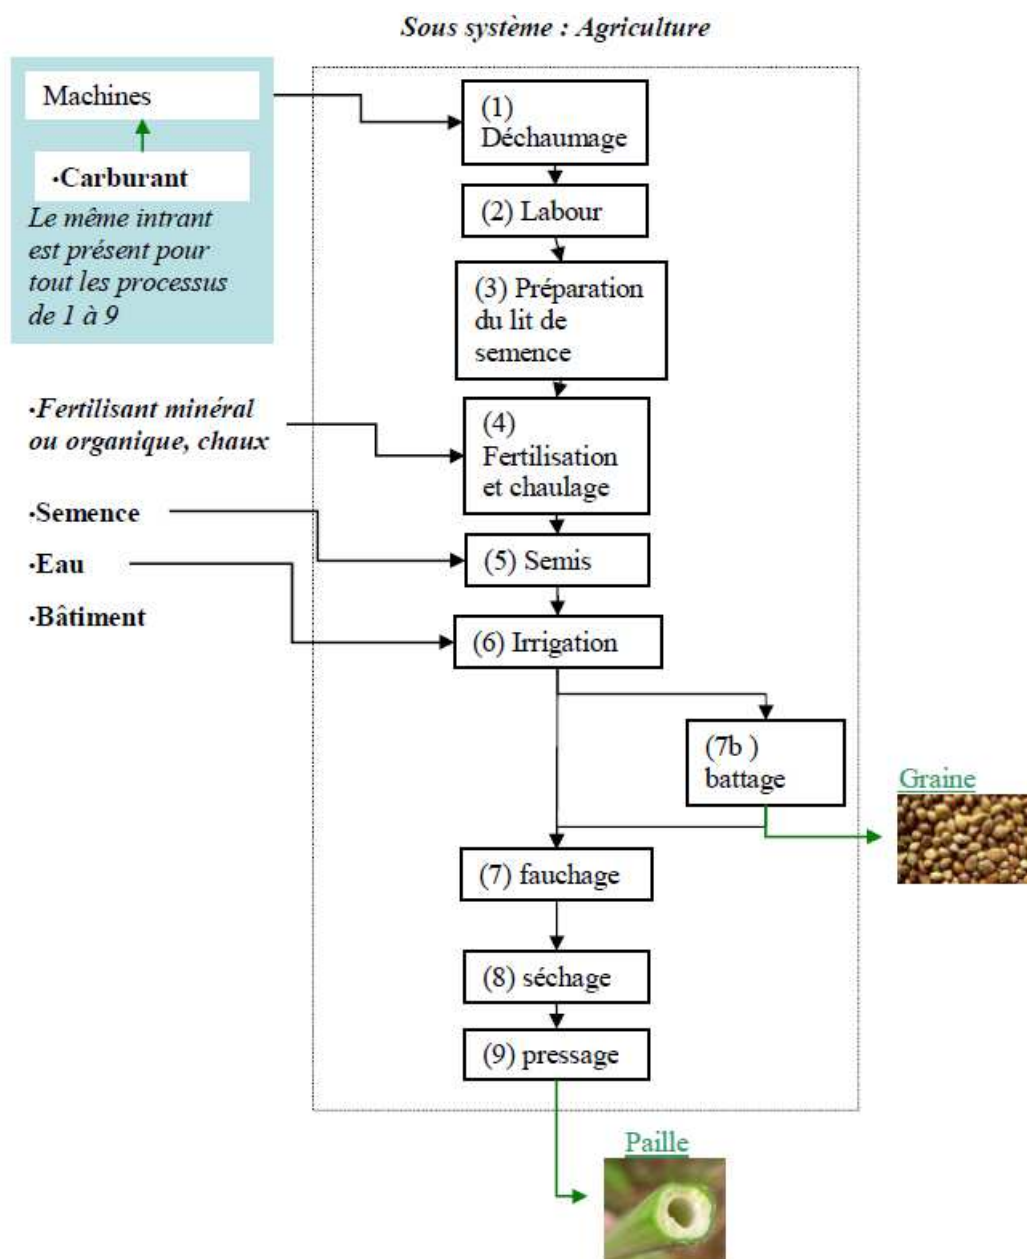 Sous système : Agriculture
Machines
·Carburant
Le même intrant
est présent pour
tout les processus
de 1 à 9
(1)
Déchaumage
(2) Labour
(3) Préparation
du lit de
semence
·Fertilisant minéral
ou organique, chaux
(4)
Fertilisation
et chaulage
·Semence
(5) Semis
·Eau
·Bâtiment
(6) Irrigation
(7b )
battage
Graine
(7) fauchage
(8) séchage
(9) pressage
Paille